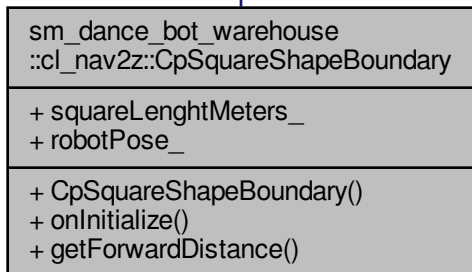 sm_dance_bot_warehouse
::cl_nav2z::CpSquareShapeBoundary
+ squareLenghtMeters_
+ robotPose_
+ CpSquareShapeBoundary()
+ onInitialize()
+ getForwardDistance()